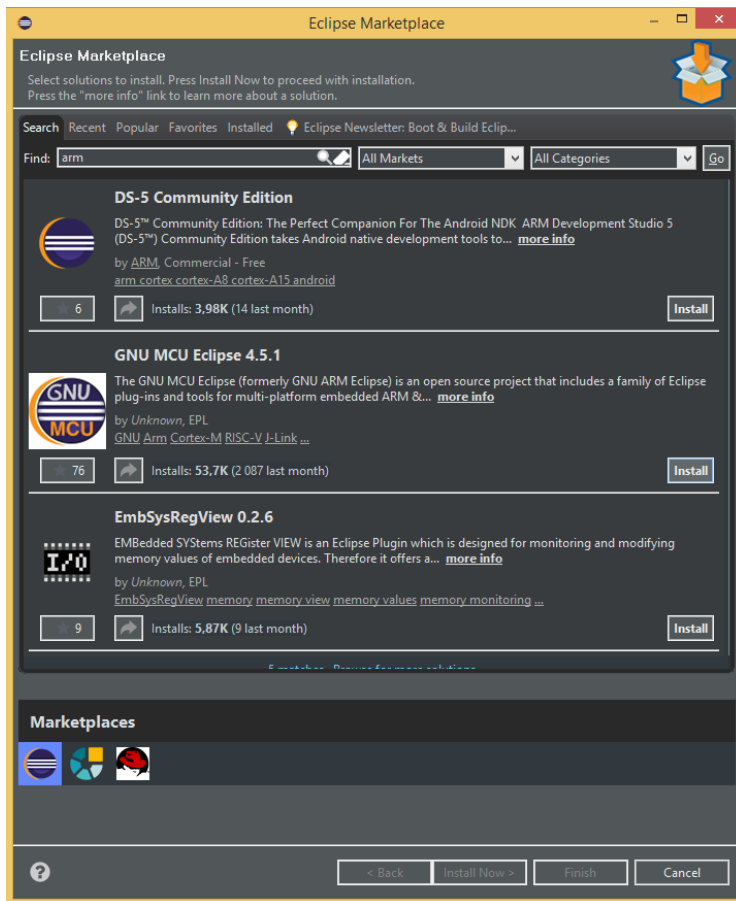 Eclipse Marketplace
Eclipse Marketplace
Select solutions to install. Press Install Now to proceed with installation.
Press the "more info" link to learn more about a solution.
Search Recent Popular Favorites Installed Eclipse Newsletter: Boot & Build Eclip...
Find: arm All Markets All Categories Go
DS-5 Community Edition
DS-5™ Community Edition: The Perfect Companion For The Android NDK ARM Development Studio 5
(DS-5™) Community Edition takes Android native development tools to... more info
by ARM, Commercial - Free
arm cortex cortex-A8 cortex-A15 android
6 Installs: 3,98K (14 last month) Install
GNU MCU Eclipse 4.5.1
GNU
MCU
The GNU MCU Eclipse (formerly GNU ARM Eclipse) is an open source project that includes a family of Eclipse
plug-ins and tools for multi-platform embedded ARM &... more info
by Unknown, EPL
GNU Arm Cortex-M RISC-V J-Link ...
76 Installs: 53,7K (2 087 last month) Install
EmbSysRegView 0.2.6
I/O
EMBedded SYStems REGister VIEW is an Eclipse Plugin which is designed for monitoring and modifying
memory values of embedded devices. Therefore it offers a... more info
by Unknown, EPL
EmbSysRegView memory memory view memory values memory monitoring ...
9 Installs: 5,87K (9 last month) Install
Marketplaces
? < Back Install Now > Finish Cancel